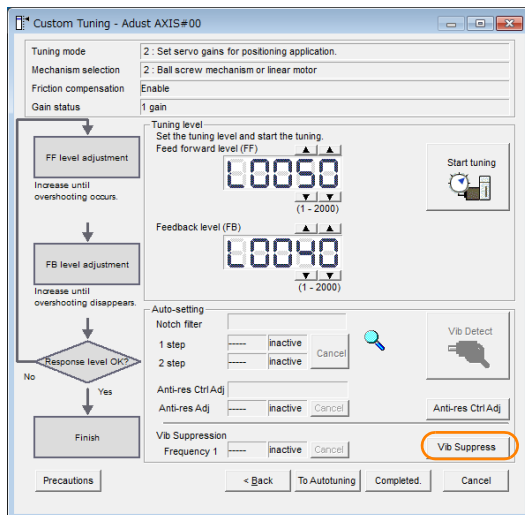 Custom Tuning - Adust AXIS#00
Tuning mode 2 : Set servo gains for positioning application.
Mechanism selection 2 : Ball screw mechanism or linear motor
Friction compensation Enable
Gain status 1 gain
FF level adjustment
Increase until
overshooting occurs.
FB level adjustment
Increase until
overshooting disappears.
Response level OK?
No
Yes
Finish
Tuning level
Set the tuning level and start the tuning.
Feed forward level (FF)
L0050
(1 - 2000)
Feedback level (FB)
L0040
(1 - 2000)
Start tuning
Auto-setting
Notch filter
1 step ----- inactive
2 step ----- inactive
Cancel
Vib Detect
Anti-res Ctrl Adj
Anti-res Adj ----- inactive Cancel
Anti-res Ctrl Adj
Vib Suppression
Frequency 1 ----- inactive Cancel
Vib Suppress
Precautions < Back To Autotuning Completed. Cancel